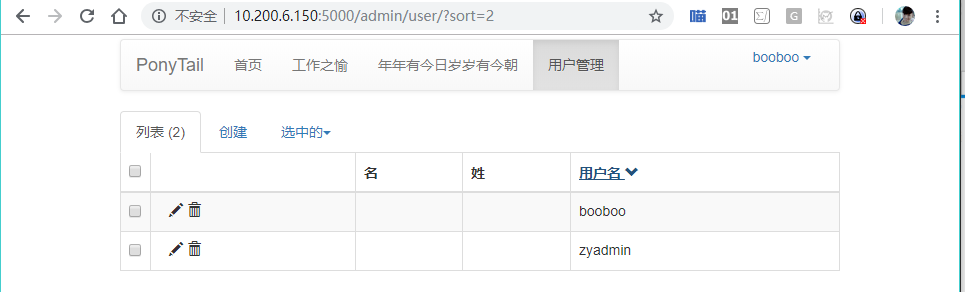 不安全 | 10.200.6.150:5000/admin/user/?sort=2
PonyTail 首页 工作之愉 年年有今日岁岁有今朝 用户管理 booboo
列表 (2) 创建 选中的
名 姓 用户名
booboo
zyadmin